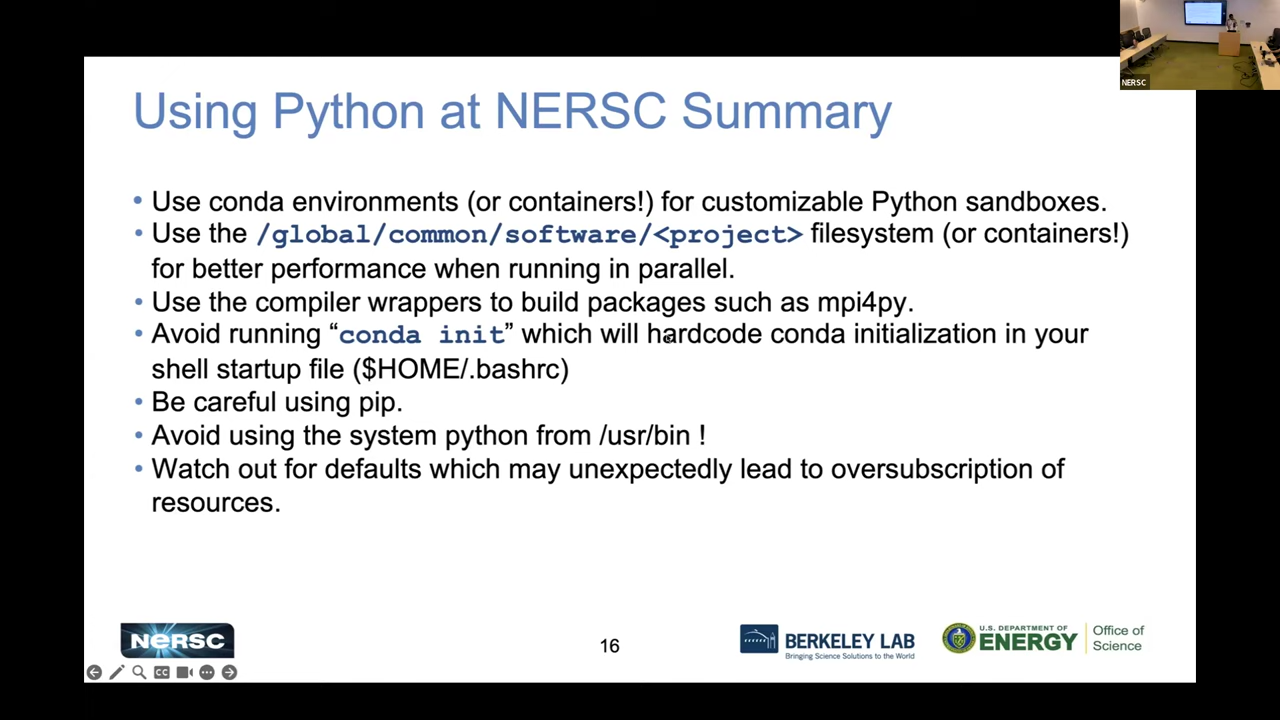 NERSC
Using Python at NERSC Summary
• Use conda environments (or containers!) for customizable Python sandboxes.
• Use the /global/common/software/<project> filesystem (or containers!)
for better performance when running in parallel.
• Use the compiler wrappers to build packages such as mpi4py.
• Avoid running “conda init” which will hardcode conda initialization in your
shell startup file ($HOME/.bashrc)
• Be careful using pip.
• Avoid using the system python from /usr/bin !
• Watch out for defaults which may unexpectedly lead to oversubscription of
resources.
NERSC
16
BERKELEY LAB
Bringing Science Solutions to the World
U.S. DEPARTMENT OF
ENERGY
Office of
Science
CC